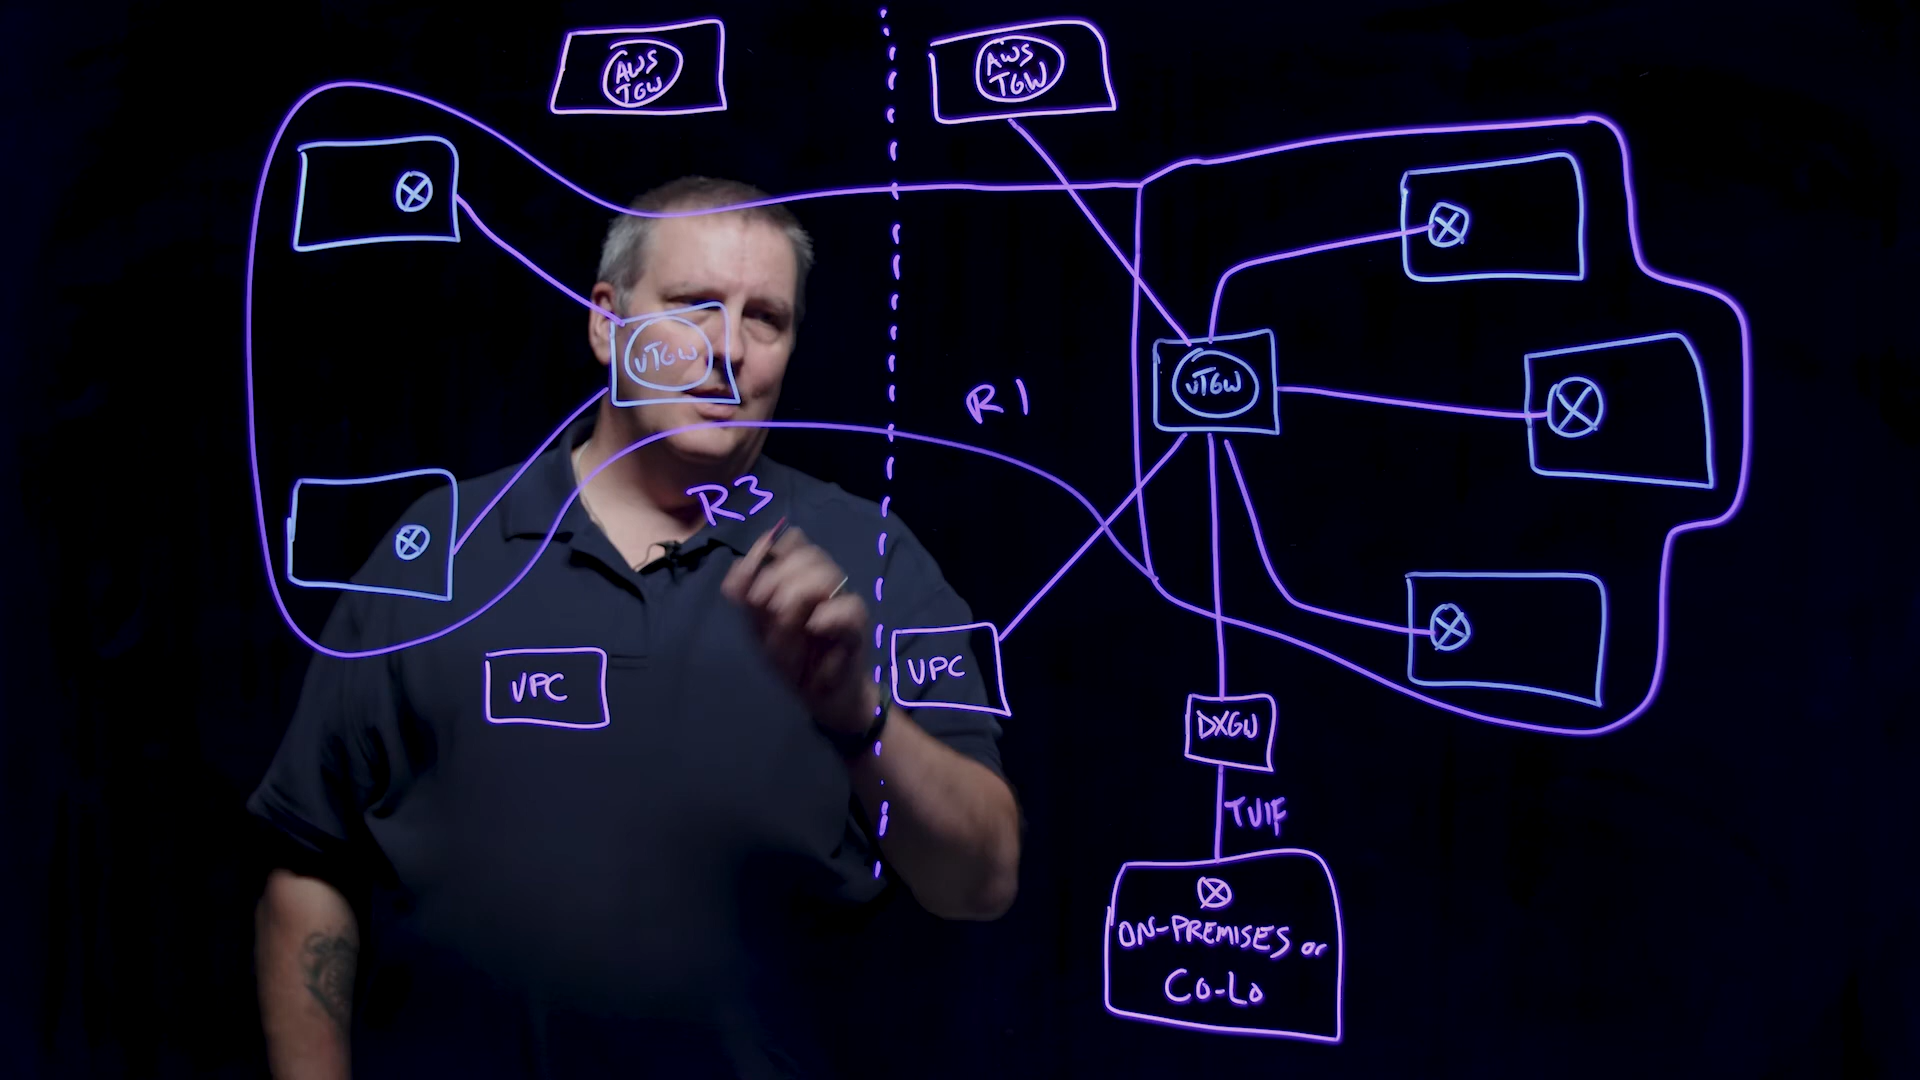 AWS
TGW
AWS
TGW
vTGW
vTGW
R1
R3
VPC
VPC
DXGW
TVIF
ON-PREMISES or
Co-Lo